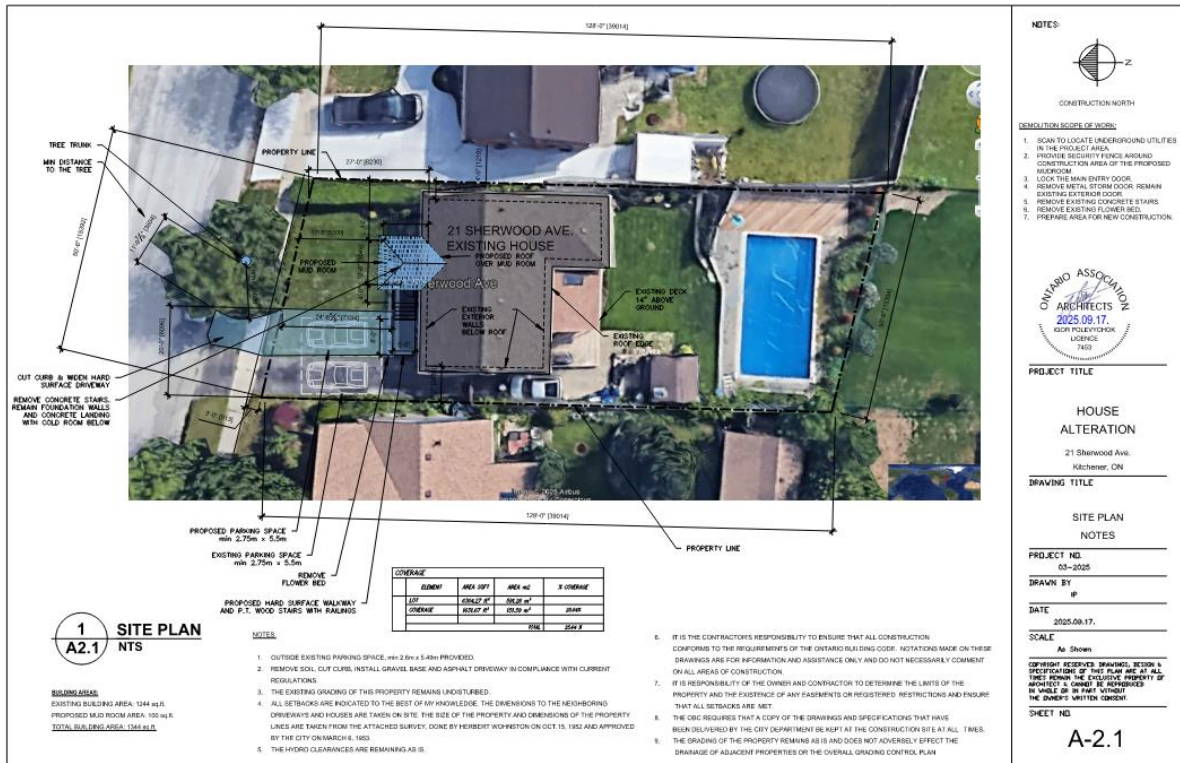 128'-0" [39014]
TREE TRUNK
MIN DISTANCE
TO THE TREE
PROPERTY LINE
27'-0" [8230]
21 SHERWOOD AVE.
EXISTING HOUSE
PROPOSED
MUD ROOM
PROPOSED ROOF
OVER MUD ROOM
erwood Ave
EXISTING
EXTERIOR
WALLS
BELOW ROOF
EXISTING DECK
14" ABOVE
GROUND
EXISTING
ROOF EDGE
CUT CURB & WIDEN HARD
SURFACE DRIVEWAY
REMOVE CONCRETE STAIRS.
REMAIN FOUNDATION WALLS
AND CONCRETE LANDING
WITH COLD ROOM BELOW
128'-0" [39014]
PROPOSED PARKING SPACE
min 2.75m x 5.5m
EXISTING PARKING SPACE
min 2.75m x 5.5m
REMOVE
FLOWER BED
PROPOSED HARD SURFACE WALKWAY
AND P.T. WOOD STAIRS WITH RAILINGS
PROPERTY LINE
COVERAGE
ELEMENT AREA SQFT AREA m2 % COVERAGE
LOT
COVERAGE
TOTAL
1
A2.1
SITE PLAN
NTS
BUILDING AREAS:
EXISTING BUILDING AREA: 1244 sq.ft.
PROPOSED MUD ROOM AREA: 100 sq.ft.
TOTAL BUILDING AREA: 1344 sq.ft.
NOTES:
1. OUTSIDE EXISTING PARKING SPACE, min 2.6m x 5.49m PROVIDED.
2. REMOVE SOIL, CUT CURB, INSTALL GRAVEL BASE AND ASPHALT DRIVEWAY IN COMPLIANCE WITH CURRENT
REGULATIONS.
3. THE EXISTING GRADING OF THIS PROPERTY REMAINS UNDISTURBED.
4. ALL SETBACKS ARE INDICATED TO THE BEST OF MY KNOWLEDGE. THE DIMENSIONS TO THE NEIGHBORING
DRIVEWAYS AND HOUSES ARE TAKEN ON SITE. THE SIZE OF THE PROPERTY AND DIMENSIONS OF THE PROPERTY
LINES ARE TAKEN FROM THE ATTACHED SURVEY, DONE BY HERBERT WOHNSTON ON OCT.15, 1952 AND APPROVED
BY THE CITY ON MARCH 6, 1953.
5. THE HYDRO CLEARANCES ARE REMAINING AS IS.
6. IT IS THE CONTRACTOR'S RESPONSIBILITY TO ENSURE THAT ALL CONSTRUCTION
CONFORMS TO THE REQUIREMENTS OF THE ONTARIO BUILDING CODE. NOTATIONS MADE ON THESE
DRAWINGS ARE FOR INFORMATION AND ASSISTANCE ONLY AND DO NOT NECESSARILY COMMENT
ON ALL AREAS OF CONSTRUCTION.
7. IT IS RESPONSIBILITY OF THE OWNER AND CONTRACTOR TO DETERMINE THE LIMITS OF THE
PROPERTY AND THE EXISTENCE OF ANY EASEMENTS OR REGISTERED RESTRICTIONS AND ENSURE
THAT ALL SETBACKS ARE MET.
8. THE OBC REQUIRES THAT A COPY OF THE DRAWINGS AND SPECIFICATIONS THAT HAVE
BEEN DELIVERED BY THE CITY DEPARTMENT BE KEPT AT THE CONSTRUCTION SITE AT ALL TIMES.
9. THE GRADING OF THE PROPERTY REMAINS AS IS AND DOES NOT ADVERSELY EFFECT THE
DRAINAGE OF ADJACENT PROPERTIES OR THE OVERALL GRADING CONTROL PLAN
NOTES:
N
CONSTRUCTION NORTH
DEMOLITION SCOPE OF WORK:
1. SCAN TO LOCATE UNDERGROUND UTILITIES
IN THE PROJECT AREA.
2. PROVIDE SECURITY FENCE AROUND
CONSTRUCTION AREA OF THE PROPOSED
MUDROOM.
3. LOCK THE MAIN ENTRY DOOR.
4. REMOVE METAL STORM DOOR. REMAIN
EXISTING EXTERIOR DOOR.
5. REMOVE EXISTING CONCRETE STAIRS.
6. REMOVE EXISTING FLOWER BED.
7. PREPARE AREA FOR NEW CONSTRUCTION.
ONTARIO ASSOCIATION
ARCHITECTS
2025.09.17.
IGOR POLEVYCHOK
LICENCE
7453
PROJECT TITLE
HOUSE
ALTERATION
21 Sherwood Ave.
Kitchener, ON
DRAWING TITLE
SITE PLAN
NOTES
PROJECT NO.
03-2025
DRAWN BY
IP
DATE
2025.09.17.
SCALE
As Shown
COPYRIGHT RESERVED. DRAWINGS, DESIGN &
SPECIFICATIONS OF THIS PLAN ARE AT ALL
TIMES REMAIN THE EXCLUSIVE PROPERTY OF
ARCHITECT & CANNOT BE REPRODUCED
IN WHOLE OR IN PART WITHOUT
THE OWNER'S WRITTEN CONSENT.
SHEET NO.
A-2.1